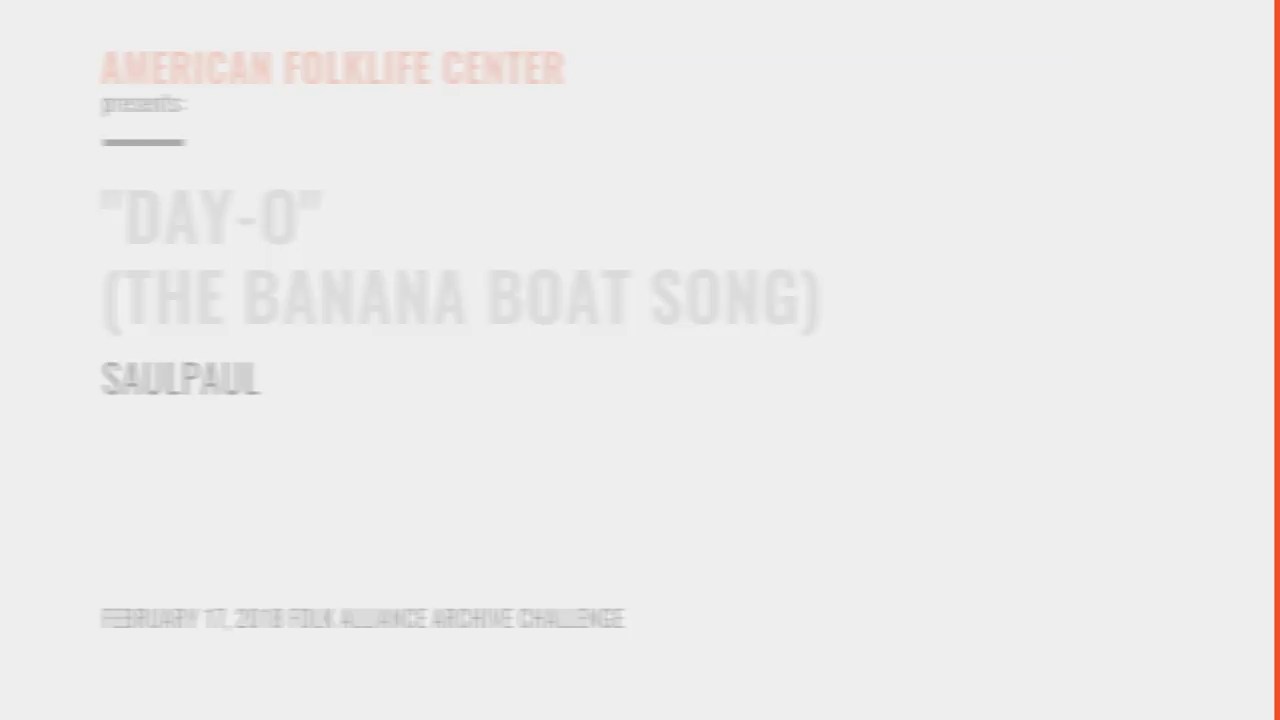 AMERICAN FOLKLIFE CENTER
presents:
"DAY-O"
(THE BANANA BOAT SONG)
SAULPAUL
FEBRUARY 17, 2018 FOLK ALLIANCE ARCHIVE CHALLENGE